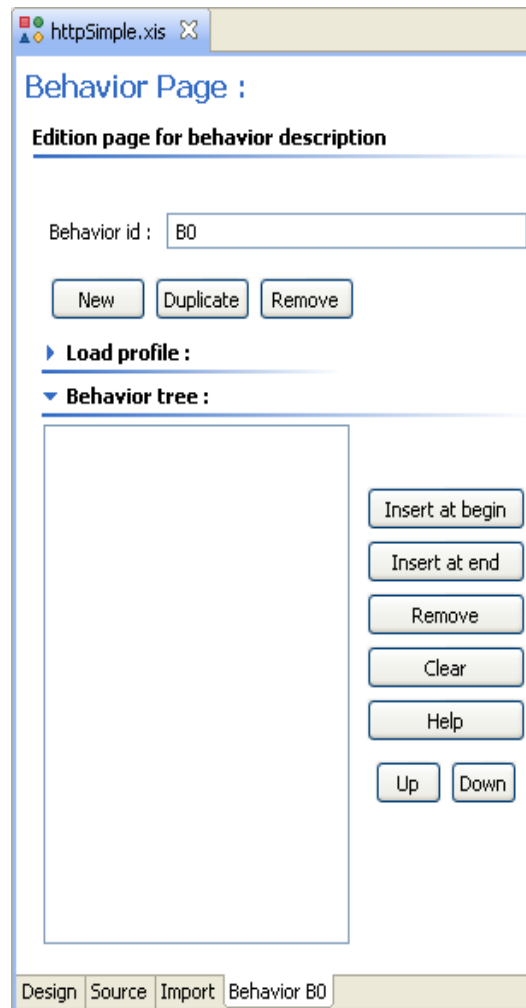 httpSimple.xis
Behavior Page :
Edition page for behavior description
Behavior id : B0
New Duplicate Remove
Load profile :
Behavior tree :
Insert at begin
Insert at end
Remove
Clear
Help
Up Down
Design Source Import Behavior B0